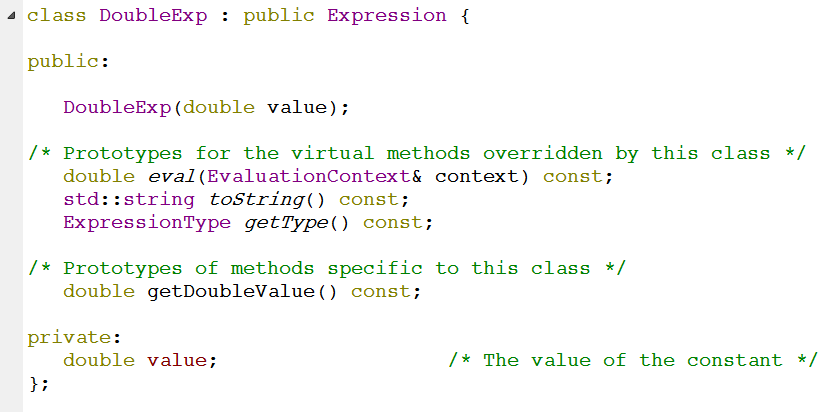 class DoubleExp : public Expression {
public:
DoubleExp(double value);
/* Prototypes for the virtual methods overridden by this class */
double eval(EvaluationContext& context) const;
std::string toString() const;
ExpressionType getType() const;
/* Prototypes of methods specific to this class */
double getDoubleValue() const;
private:
double value; /* The value of the constant */
};